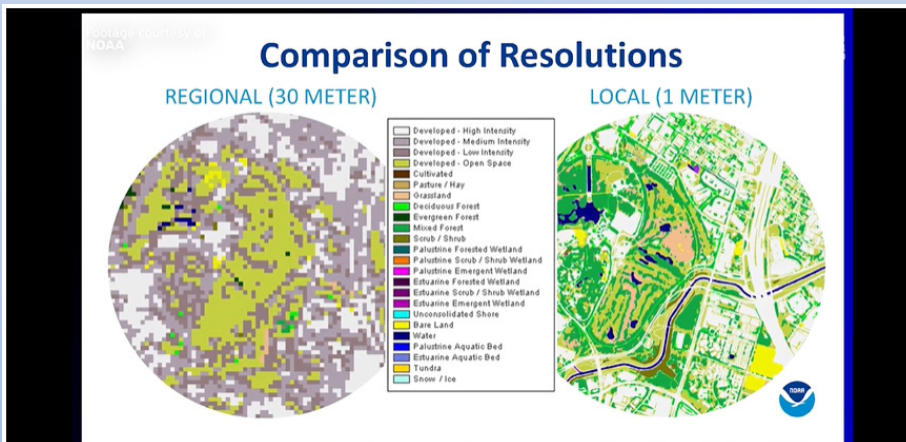 Footage courtesy of
NOAA
Comparison of Resolutions
REGIONAL (30 METER)
LOCAL (1 METER)
Developed - High Intensity
Developed - Medium Intensity
Developed - Low Intensity
Developed - Open Space
Cultivated
Pasture / Hay
Grassland
Deciduous Forest
Evergreen Forest
Mixed Forest
Scrub / Shrub
Palustrine Forested Wetland
Palustrine Scrub / Shrub Wetland
Palustrine Emergent Wetland
Estuarine Forested Wetland
Estuarine Scrub / Shrub Wetland
Estuarine Emergent Wetland
Unconsolidated Shore
Bare Land
Water
Palustrine Aquatic Bed
Estuarine Aquatic Bed
Tundra
Snow / Ice
NOAA